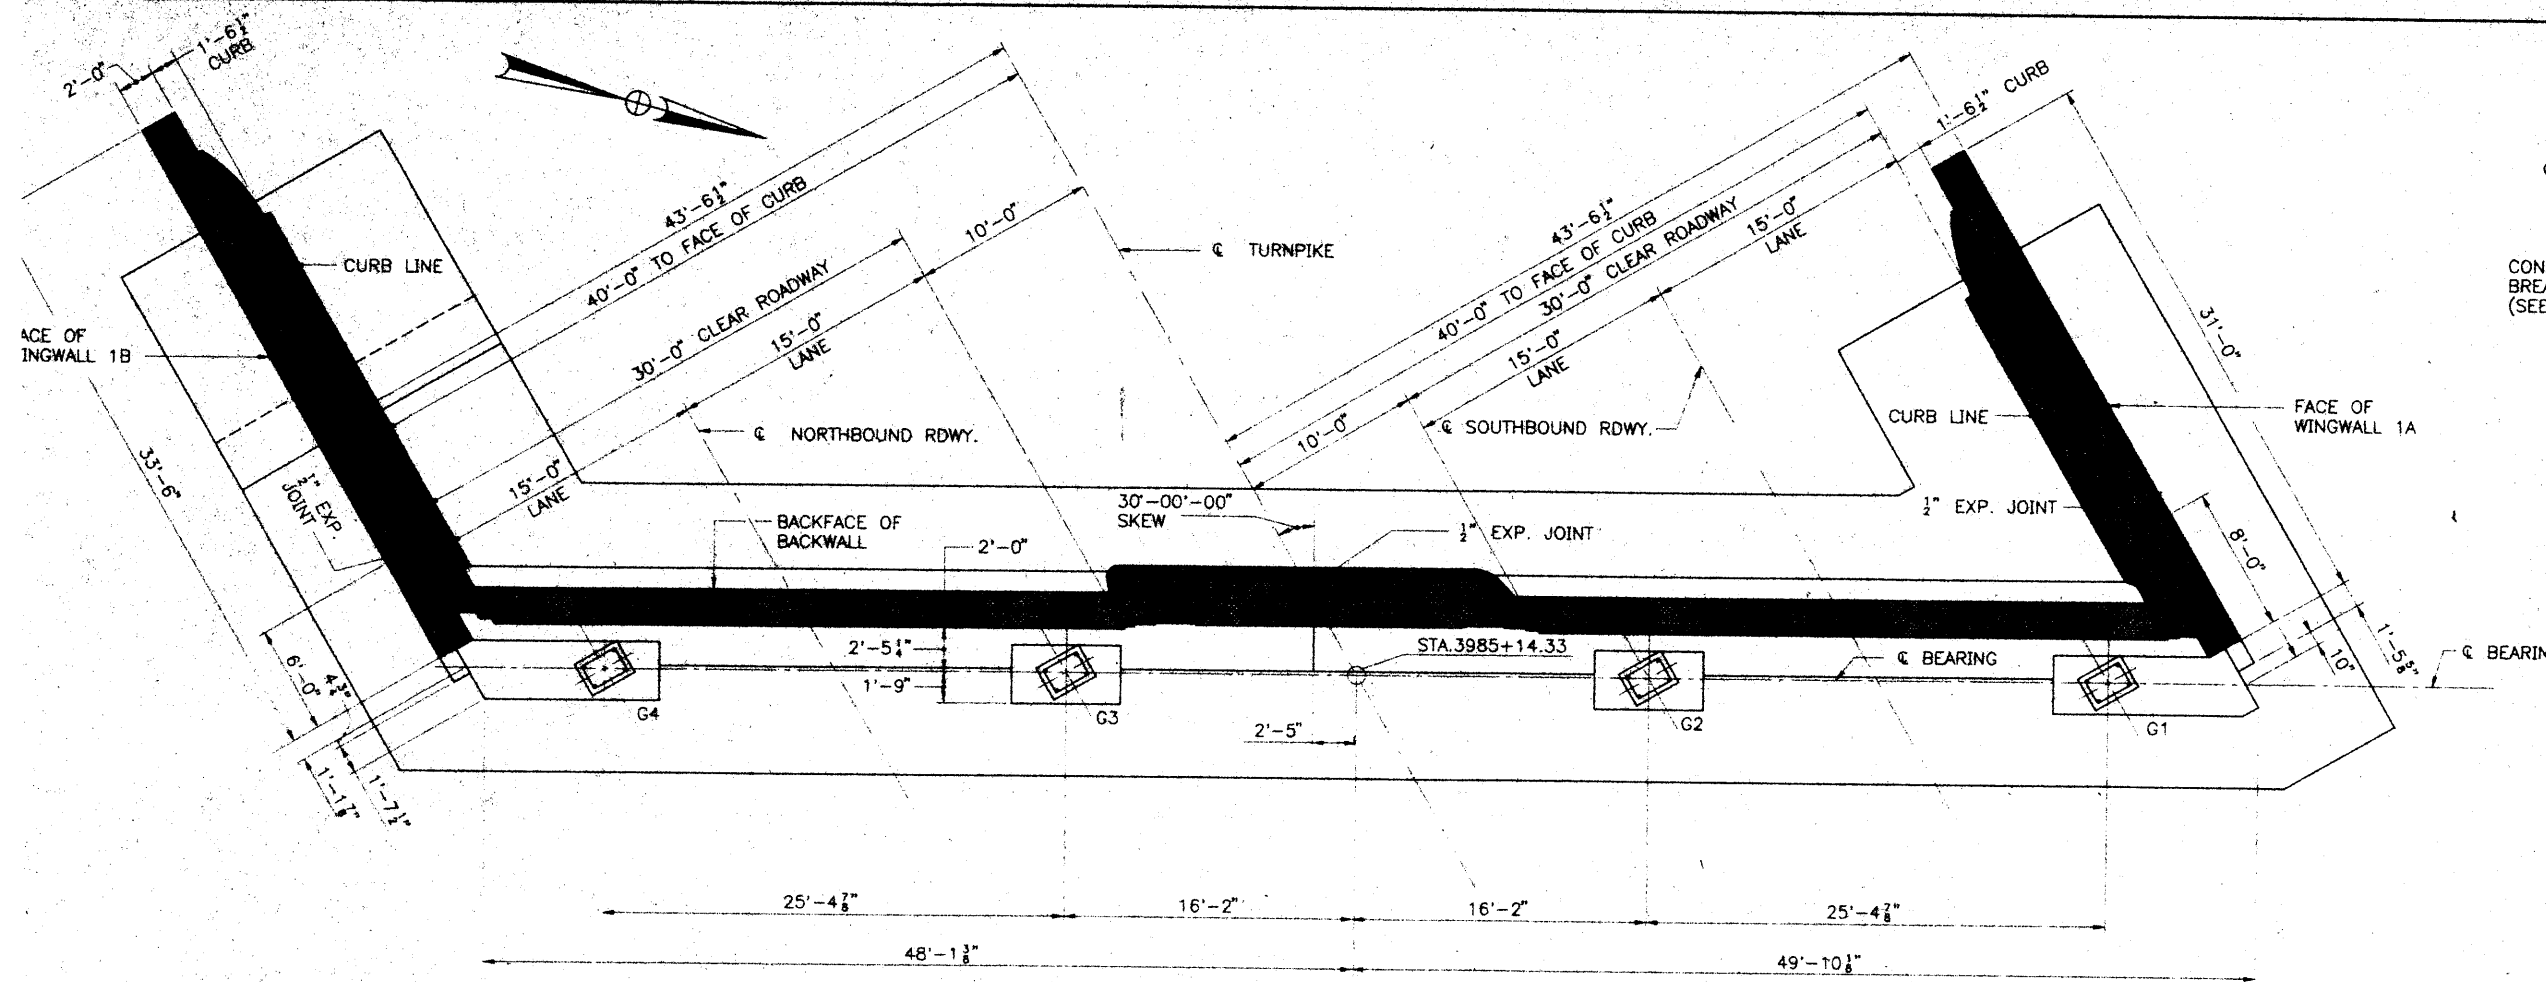 2'-0"
1'-6½"
CURB
43'-6½"
40'-0" TO FACE OF CURB
30'-0" CLEAR ROADWAY
10'-0"
15'-0"
LANE
15'-0"
LANE
CURB LINE
ACE OF
INGWALL 1B
33'-6"
½" EXP.
JOINT
℄ TURNPIKE
℄ NORTHBOUND RDWY.
43'-6½"
40'-0" TO FACE OF CURB
30'-0" CLEAR ROADWAY
15'-0"
LANE
15'-0"
LANE
10'-0"
1'-6½" CURB
℄ SOUTHBOUND RDWY.
CURB LINE
31'-0"
FACE OF
WINGWALL 1A
CON
BREA
(SEE
½" EXP. JOINT
8'-0"
BACKFACE OF
BACKWALL
2'-0"
30'-00'-00"
SKEW
½" EXP. JOINT
2'-5¼"
1'-9"
STA.3985+14.33
℄ BEARING
℄ BEARIN
10"
1'-5⅝"
6'-0"
4¾"
1'-1⅞"
1'-7½"
G4
G3
G2
G1
2'-5"
25'-4⅞"
16'-2"
16'-2"
25'-4⅞"
48'-1⅜"
49'-10⅛"